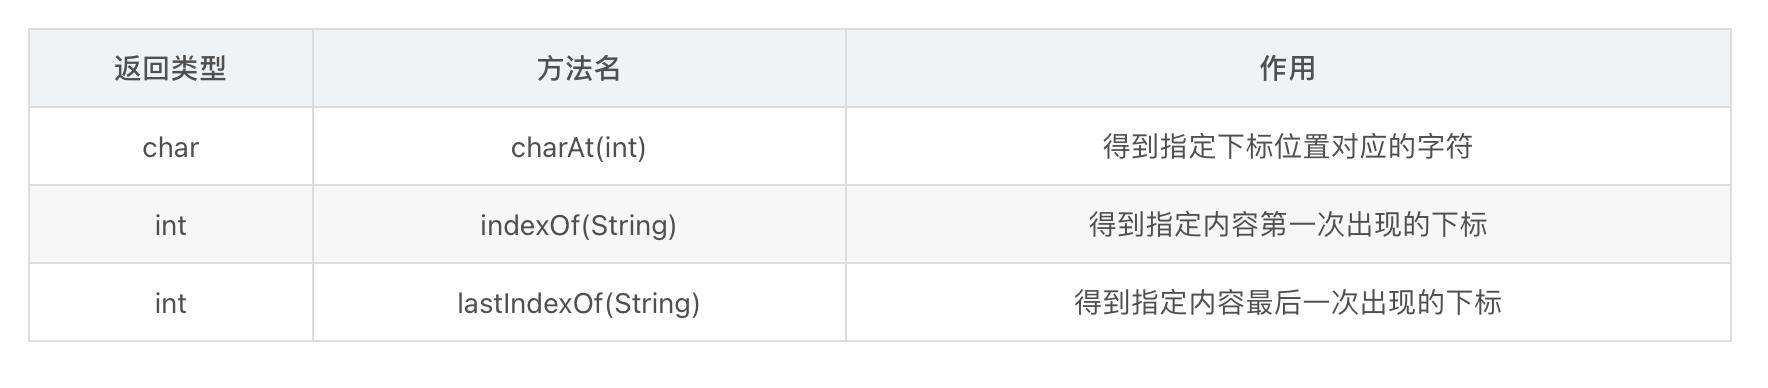 返回类型 方法名 作用
char charAt(int) 得到指定下标位置对应的字符
int indexOf(String) 得到指定内容第一次出现的下标
int lastIndexOf(String) 得到指定内容最后一次出现的下标